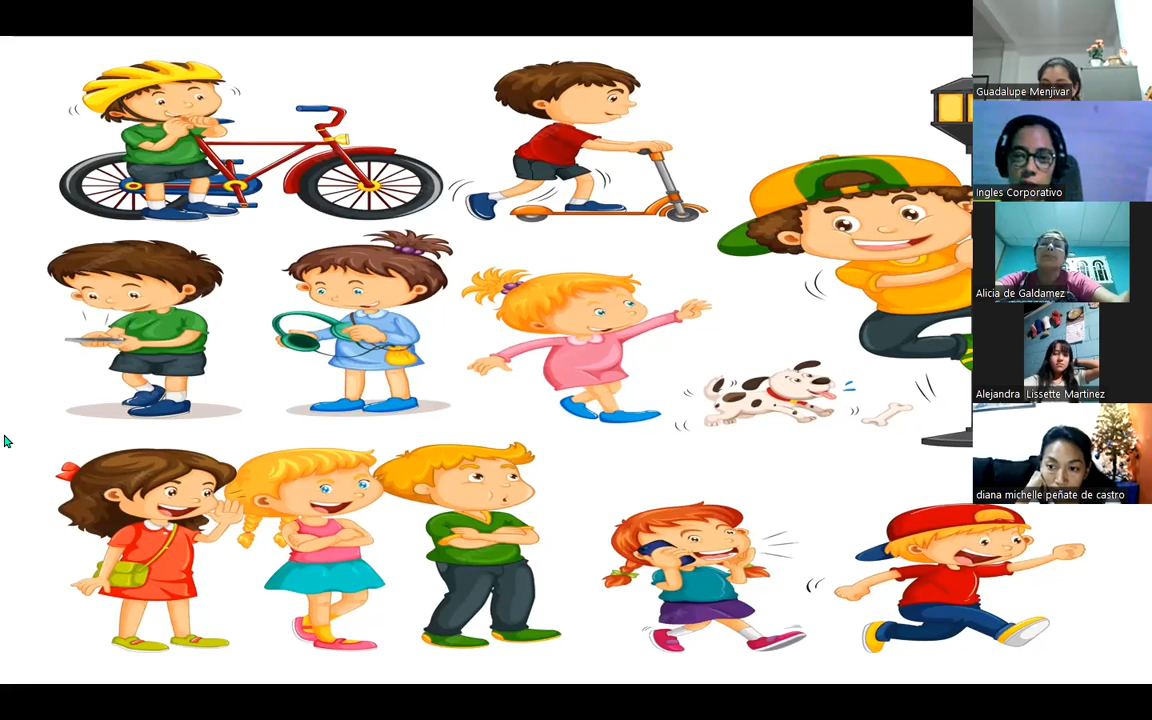 Guadalupe Menjivar
Ingles Corporativo
Alicia de Galdamez
Alejandra Lissette Martinez
diana michelle peñate de castro